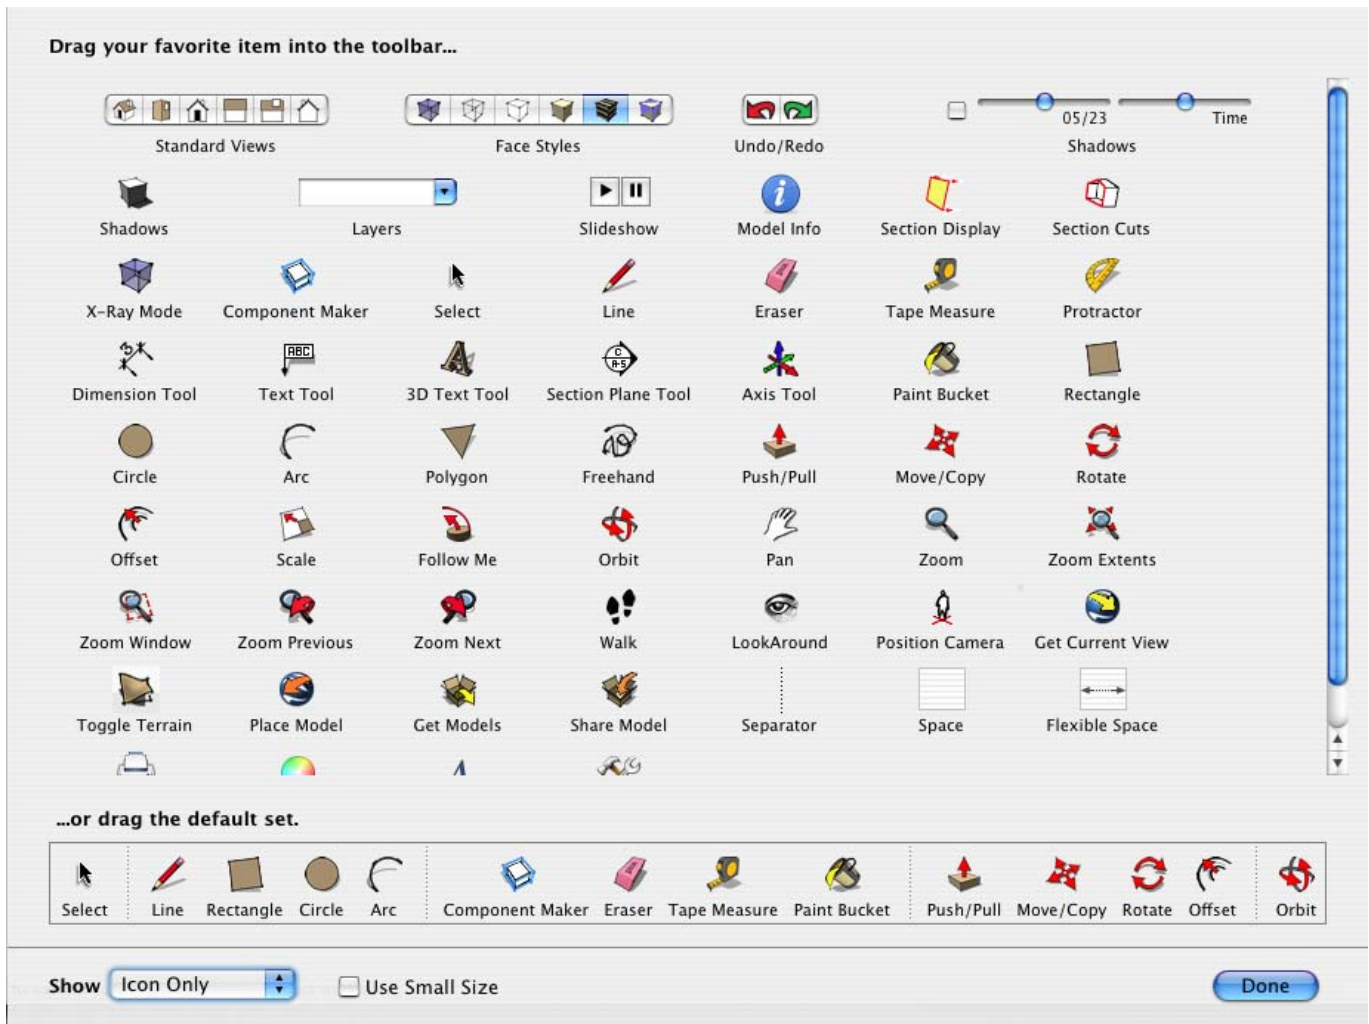 Drag your favorite item into the toolbar...
05/23 Time
Standard Views Face Styles Undo/Redo Shadows
Shadows Layers Slideshow Model Info Section Display Section Cuts
X-Ray Mode Component Maker Select Line Eraser Tape Measure Protractor
ABC C A-5
Dimension Tool Text Tool 3D Text Tool Section Plane Tool Axis Tool Paint Bucket Rectangle
Circle Arc Polygon Freehand Push/Pull Move/Copy Rotate
Offset Scale Follow Me Orbit Pan Zoom Zoom Extents
Zoom Window Zoom Previous Zoom Next Walk LookAround Position Camera Get Current View
Toggle Terrain Place Model Get Models Share Model Separator Space Flexible Space
...or drag the default set.
Select Line Rectangle Circle Arc Component Maker Eraser Tape Measure Paint Bucket Push/Pull Move/Copy Rotate Offset Orbit
Show Icon Only Use Small Size Done